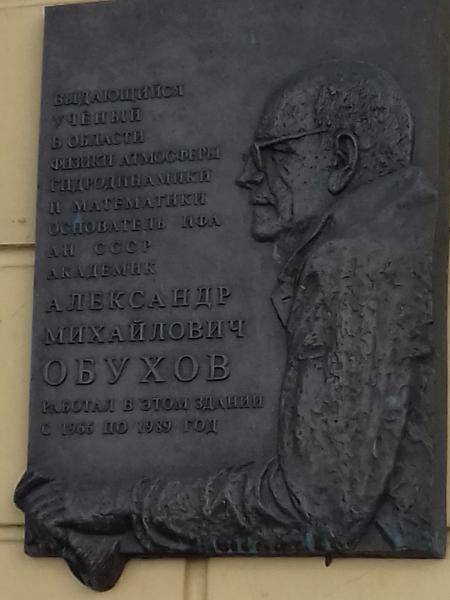 ВЫДАЮЩИЙСЯ
УЧЁНЫЙ
В ОБЛАСТИ
ФИЗИКИ АТМОСФЕРЫ
ГИДРОДИНАМИКИ
И МАТЕМАТИКИ
ОСНОВАТЕЛЬ ИФА
АН СССР
АКАДЕМИК
АЛЕКСАНДР
МИХАЙЛОВИЧ
ОБУХОВ
РАБОТАЛ В ЭТОМ ЗДАНИИ
С 1965 ПО 1989 ГОД